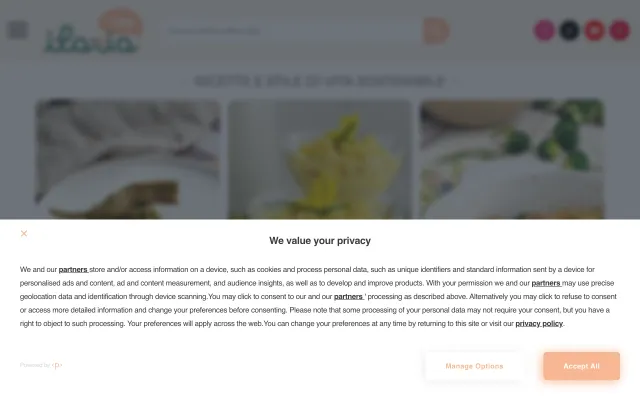 ilaria
RICETTE E STILE DI VITA SOSTENIBILE
×
We value your privacy
We and our partners store and/or access information on a device, such as cookies and process personal data, such as unique identifiers and standard information sent by a device for
personalised ads and content, ad and content measurement, and audience insights, as well as to develop and improve products. With your permission we and our partners may use precise
geolocation data and identification through device scanning.You may click to consent to our and our partners ' processing as described above. Alternatively you may click to refuse to consent
or access more detailed information and change your preferences before consenting. Please note that some processing of your personal data may not require your consent, but you have a
right to object to such processing. Your preferences will apply across the web.You can change your preferences at any time by returning to this site or visit our privacy policy.
Powered by
Manage Options
Accept All